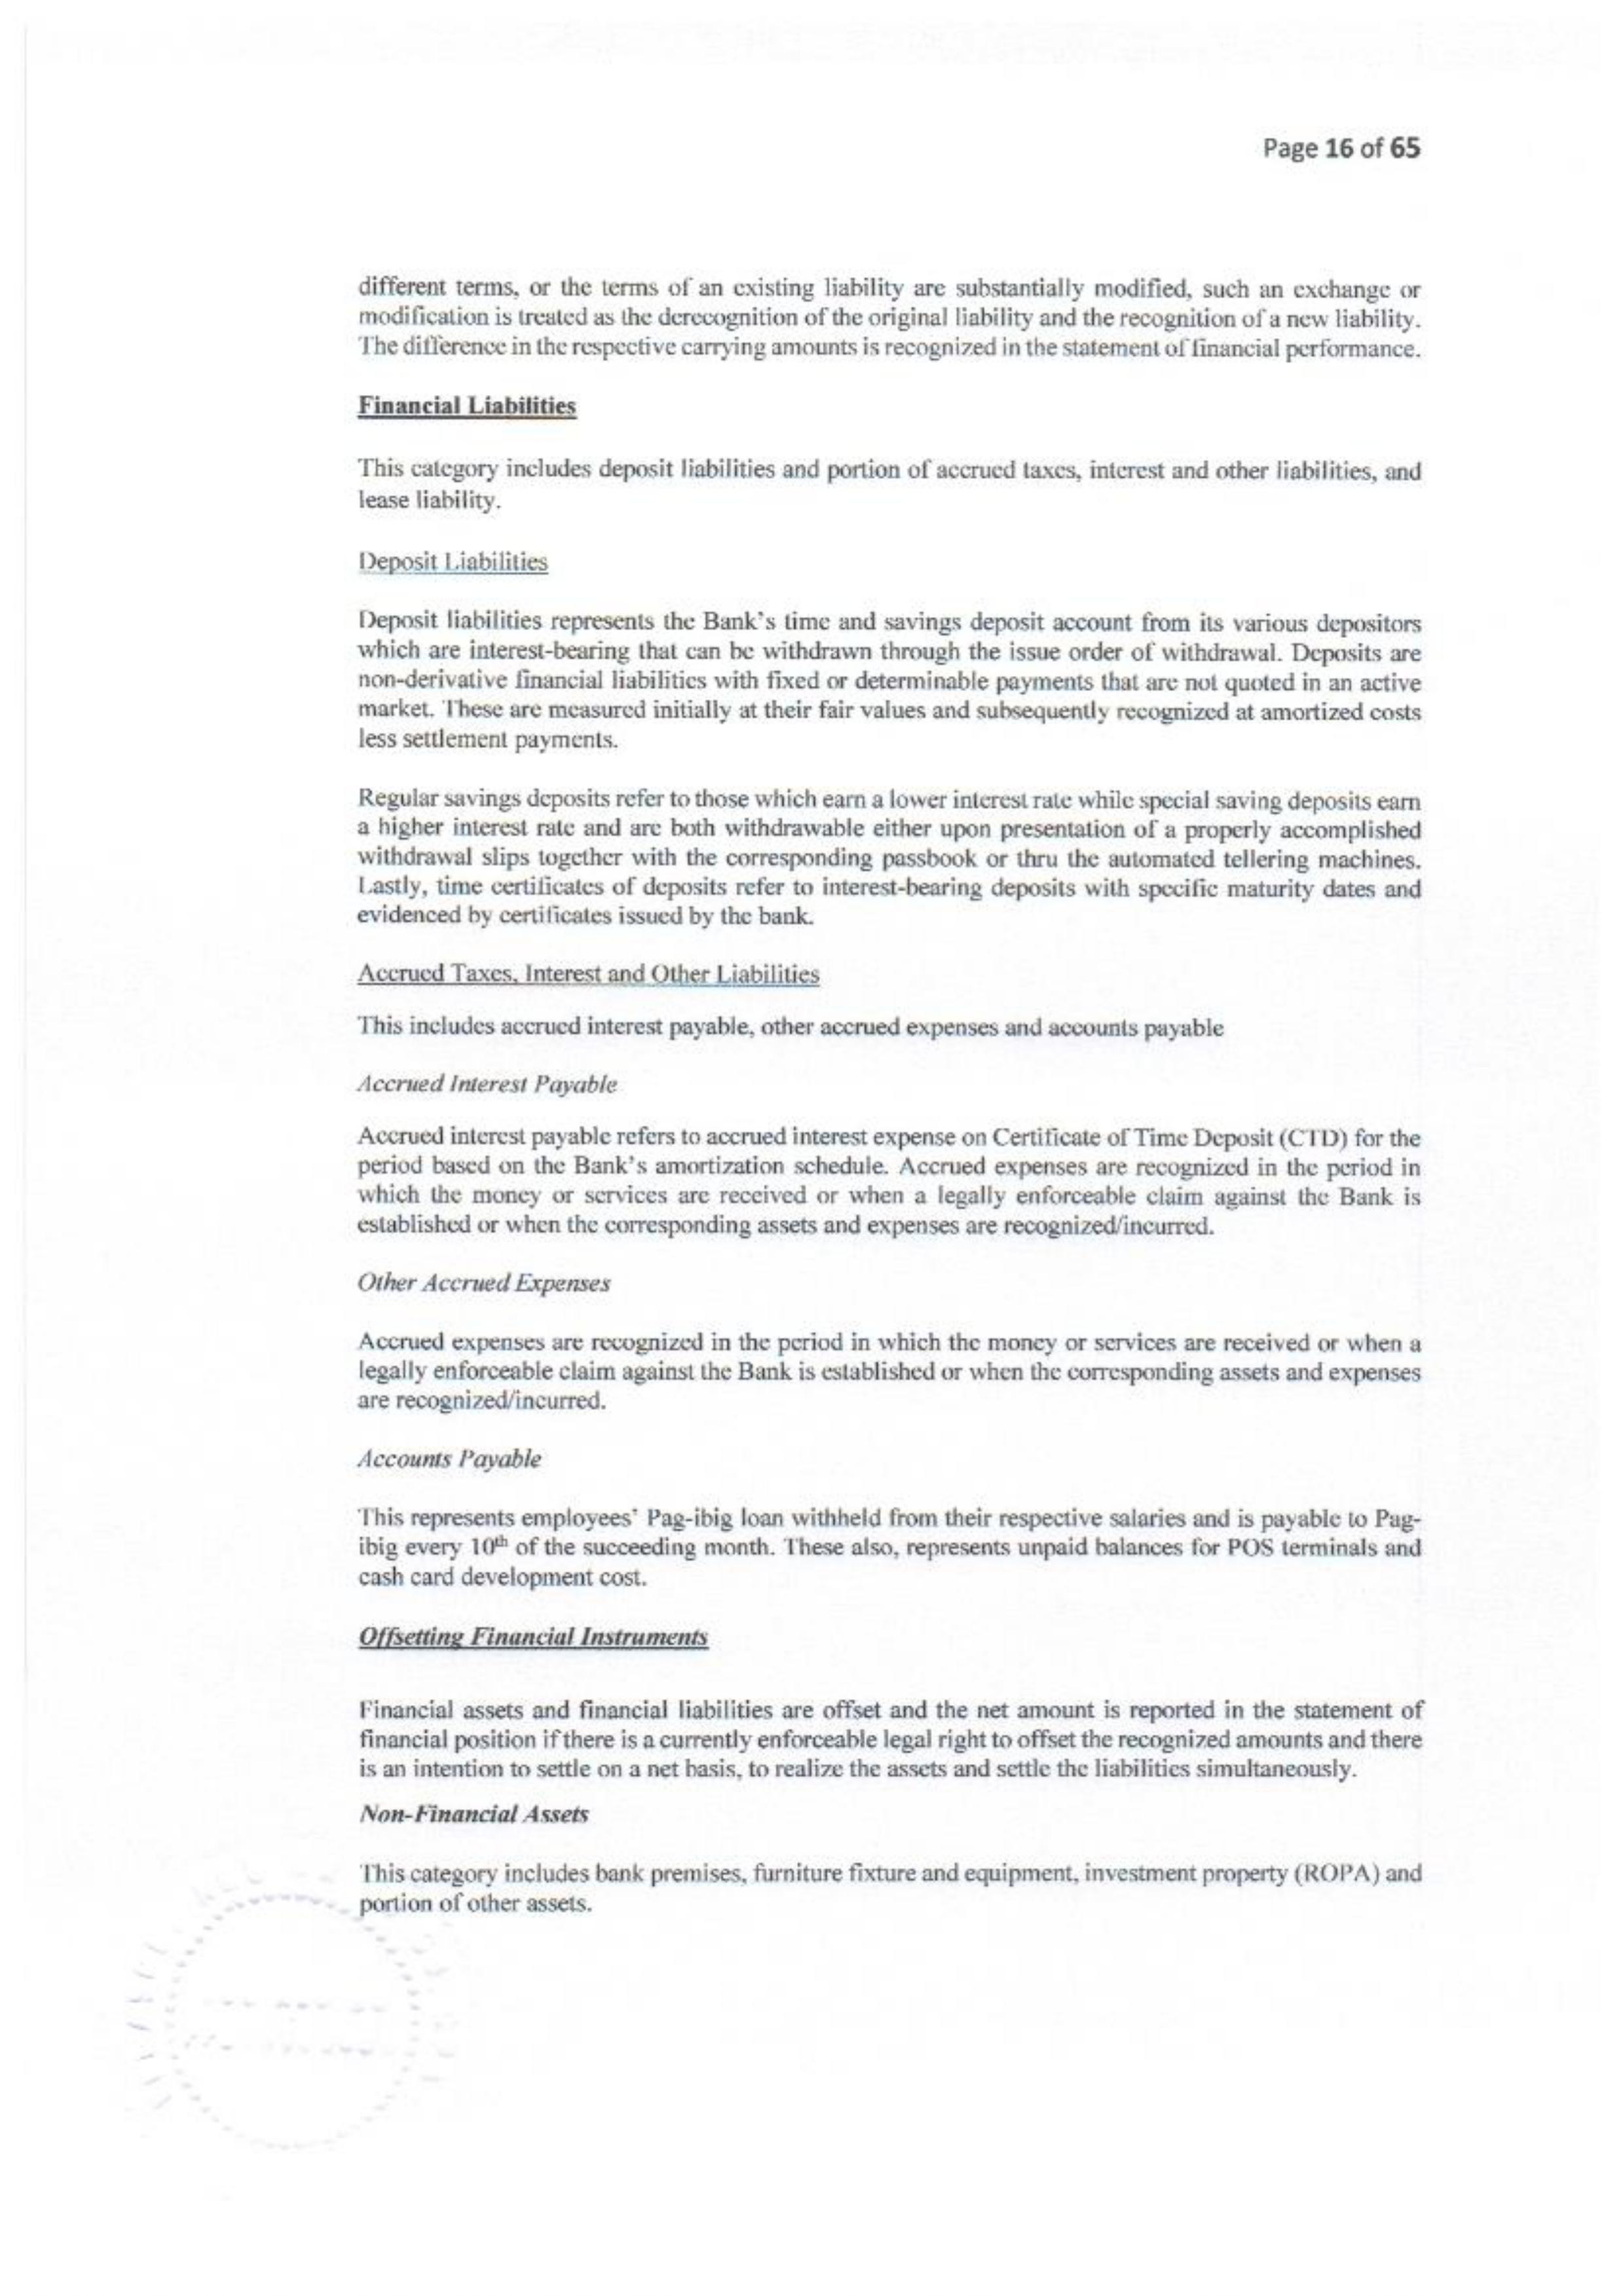 Page 16 of 65
different terms, or the terms of an existing liability are substantially modified, such an exchange or
modification is treated as the derecognition of the original liability and the recognition of a new liability.
The difference in the respective carrying amounts is recognized in the statement of financial performance.
Financial Liabilities
This category includes deposit liabilities and portion of accrued taxes, interest and other liabilities, and
lease liability.
Deposit Liabilities
Deposit liabilities represents the Bank's time and savings deposit account from its various depositors
which are interest-bearing that can be withdrawn through the issue order of withdrawal. Deposits are
non-derivative financial liabilities with fixed or determinable payments that are not quoted in an active
market. These are measured initially at their fair values and subsequently recognized at amortized costs
less settlement payments.
Regular savings deposits refer to those which earn a lower interest rate while special saving deposits earn
a higher interest rate and are both withdrawable either upon presentation of a properly accomplished
withdrawal slips together with the corresponding passbook or thru the automated tellering machines.
Lastly, time certificates of deposits refer to interest-bearing deposits with specific maturity dates and
evidenced by certificates issued by the bank.
Accrued Taxes, Interest and Other Liabilities
This includes accrued interest payable, other accrued expenses and accounts payable
Accrued Interest Payable
Accrued interest payable refers to accrued interest expense on Certificate of Time Deposit (CTD) for the
period based on the Bank's amortization schedule. Accrued expenses are recognized in the period in
which the money or services are received or when a legally enforceable claim against the Bank is
established or when the corresponding assets and expenses are recognized/incurred.
Other Accrued Expenses
Accrued expenses are recognized in the period in which the money or services are received or when a
legally enforceable claim against the Bank is established or when the corresponding assets and expenses
are recognized/incurred.
Accounts Payable
This represents employees' Pag-ibig loan withheld from their respective salaries and is payable to Pag-
ibig every 10th of the succeeding month. These also, represents unpaid balances for POS terminals and
cash card development cost.
Offsetting Financial Instruments
Financial assets and financial liabilities are offset and the net amount is reported in the statement of
financial position if there is a currently enforceable legal right to offset the recognized amounts and there
is an intention to settle on a net basis, to realize the assets and settle the liabilities simultaneously.
Non-Financial Assets
This category includes bank premises, furniture fixture and equipment, investment property (ROPA) and
portion of other assets.